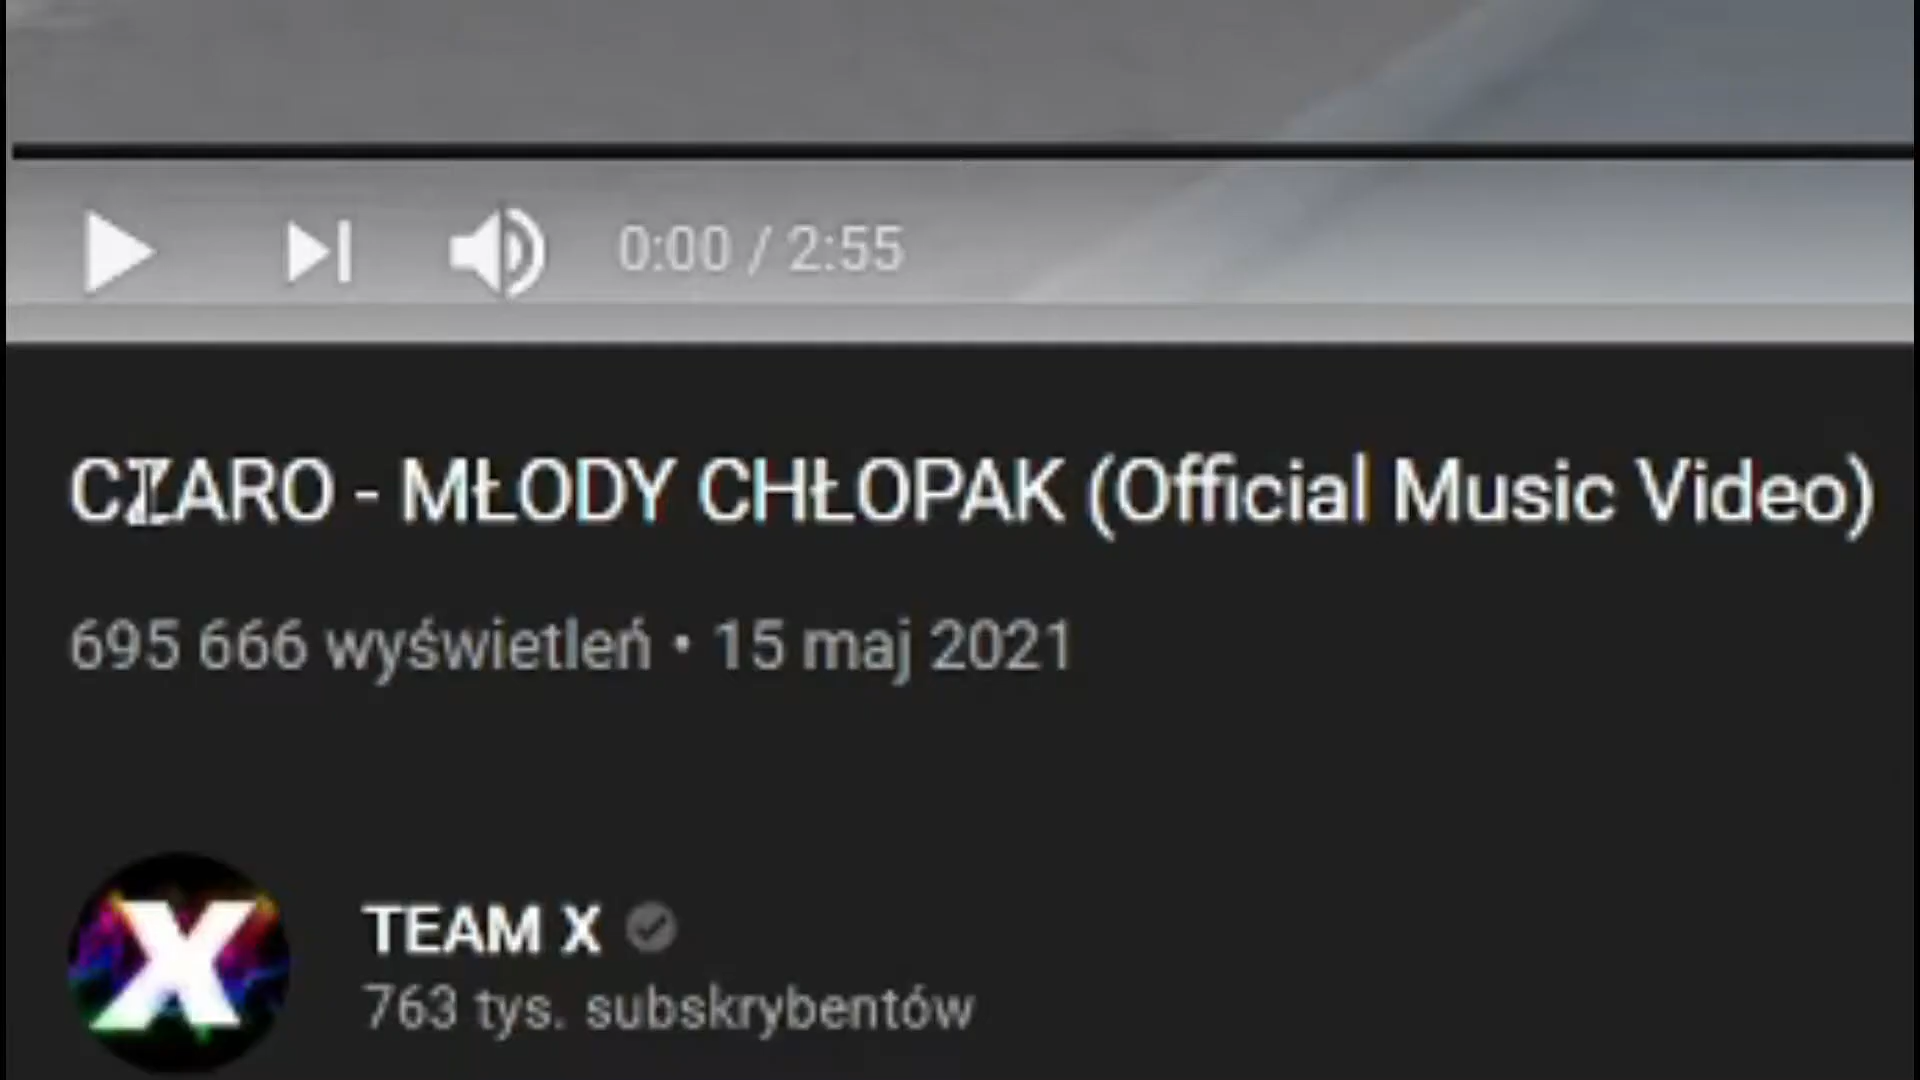 0:00 / 2:55
CZARO - MŁODY CHŁOPAK (Official Music Video)
695 666 wyświetleń • 15 maj 2021
X
TEAM X
763 tys. subskrybentów